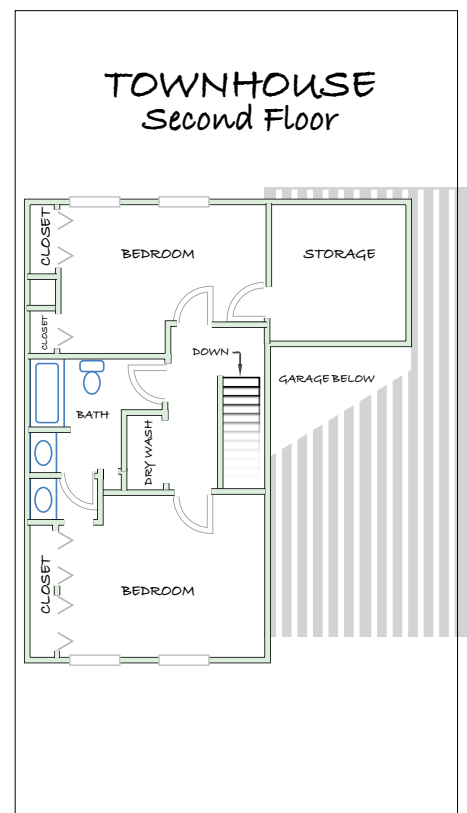 TOWNHOUSE
Second Floor
CLOSET
BEDROOM
STORAGE
CLOSET
DOWN
GARAGE BELOW
BATH
DRY WASH
CLOSET
BEDROOM